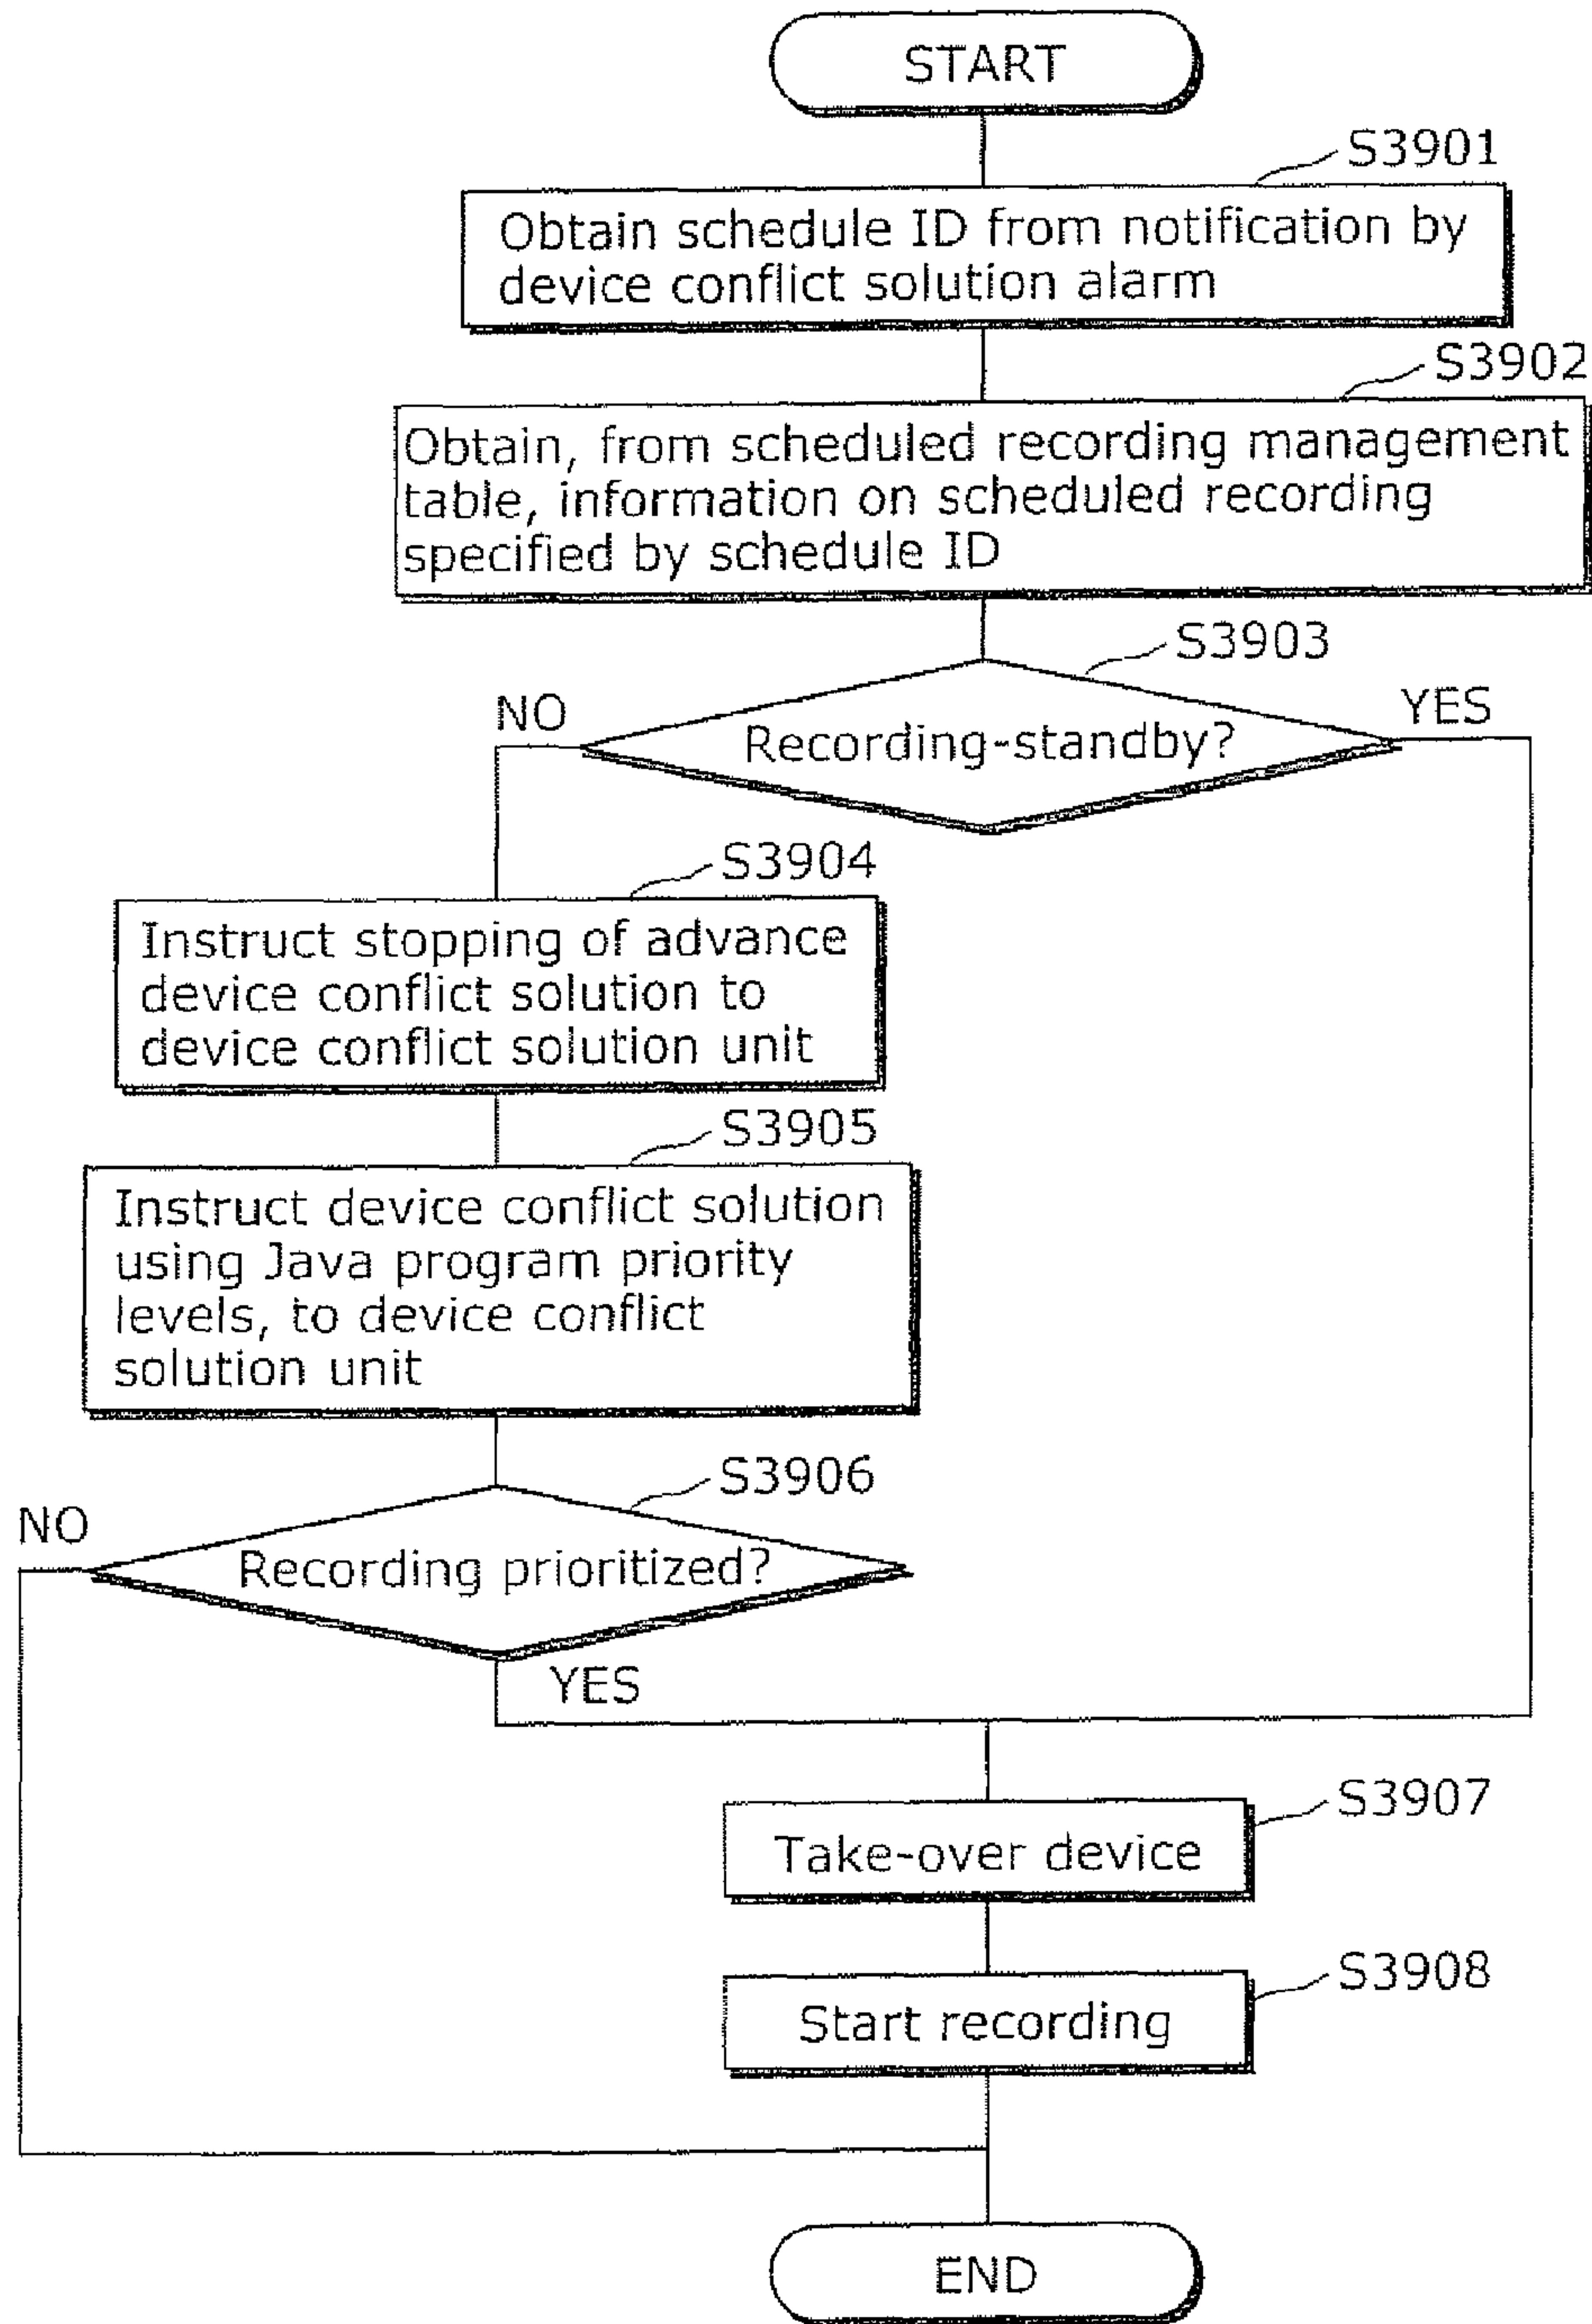 START
S3901
Obtain schedule ID from notification by
device conflict solution alarm
S3902
Obtain, from scheduled recording management
table, information on scheduled recording
specified by schedule ID
S3903
NO
YES
Recording-standby?
S3904
Instruct stopping of advance
device conflict solution to
device conflict solution unit
S3905
Instruct device conflict solution
using Java program priority
levels, to device conflict
solution unit
S3906
NO
Recording prioritized?
YES
S3907
Take-over device
S3908
Start recording
END